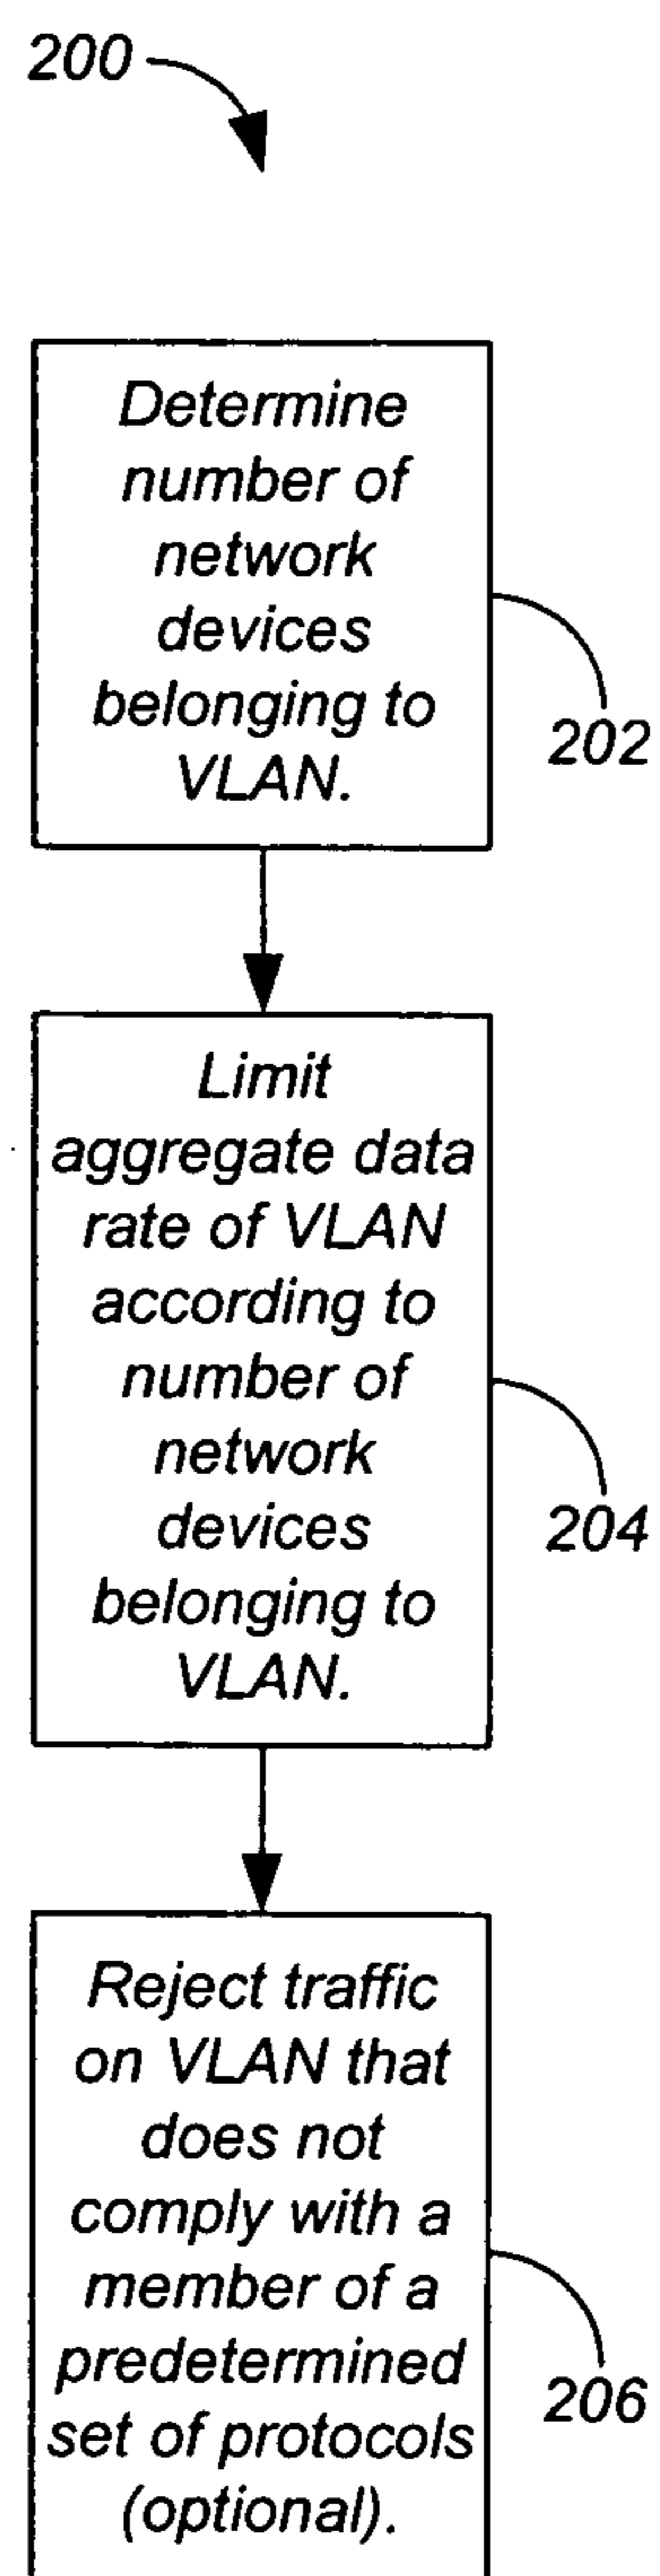 200
Determine
number of
network
devices
belonging to
VLAN.
202
Limit
aggregate data
rate of VLAN
according to
number of
network
devices
belonging to
VLAN.
204
Reject traffic
on VLAN that
does not
comply with a
member of a
predetermined
set of protocols
(optional).
206